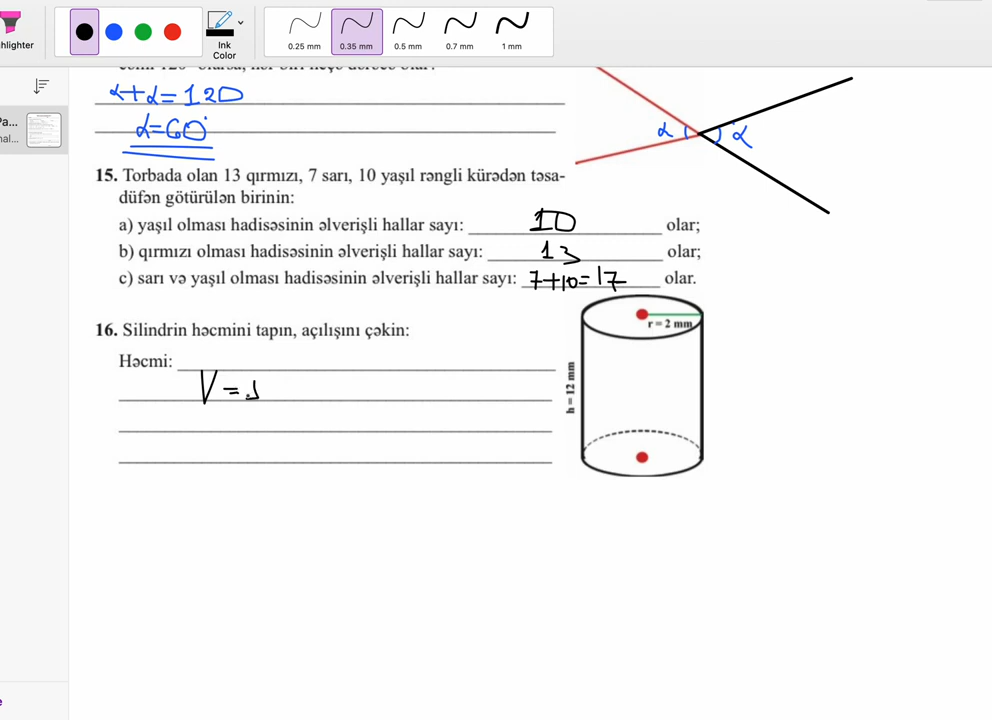 hlighter
Ink
Color
0.25 mm
0.35 mm
0.5 mm
0.7 mm
1 mm
α+α=120
α=60°
α
α
15. Torbada olan 13 qırmızı, 7 sarı, 10 yaşıl rəngli kürədən təsa-
düfən götürülən birinin:
a) yaşıl olması hadisəsinin əlverişli hallar sayı: 10 olar;
b) qırmızı olması hadisəsinin əlverişli hallar sayı: 13 olar;
c) sarı və yaşıl olması hadisəsinin əlverişli hallar sayı: 7+10=17 olar.
16. Silindrin həcmini tapın, açılışını çəkin:
Həcmi:
V =
r = 2 mm
h = 12 mm